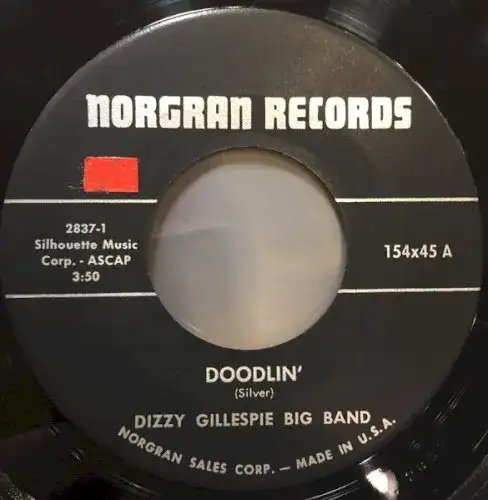 NORGRAN RECORDS
2837-1
Silhouette Music
Corp. - ASCAP
3:50
154x45 A
DOODLIN'
(Silver)
DIZZY GILLESPIE BIG BAND
NORGRAN SALES CORP. — MADE IN U.S.A.